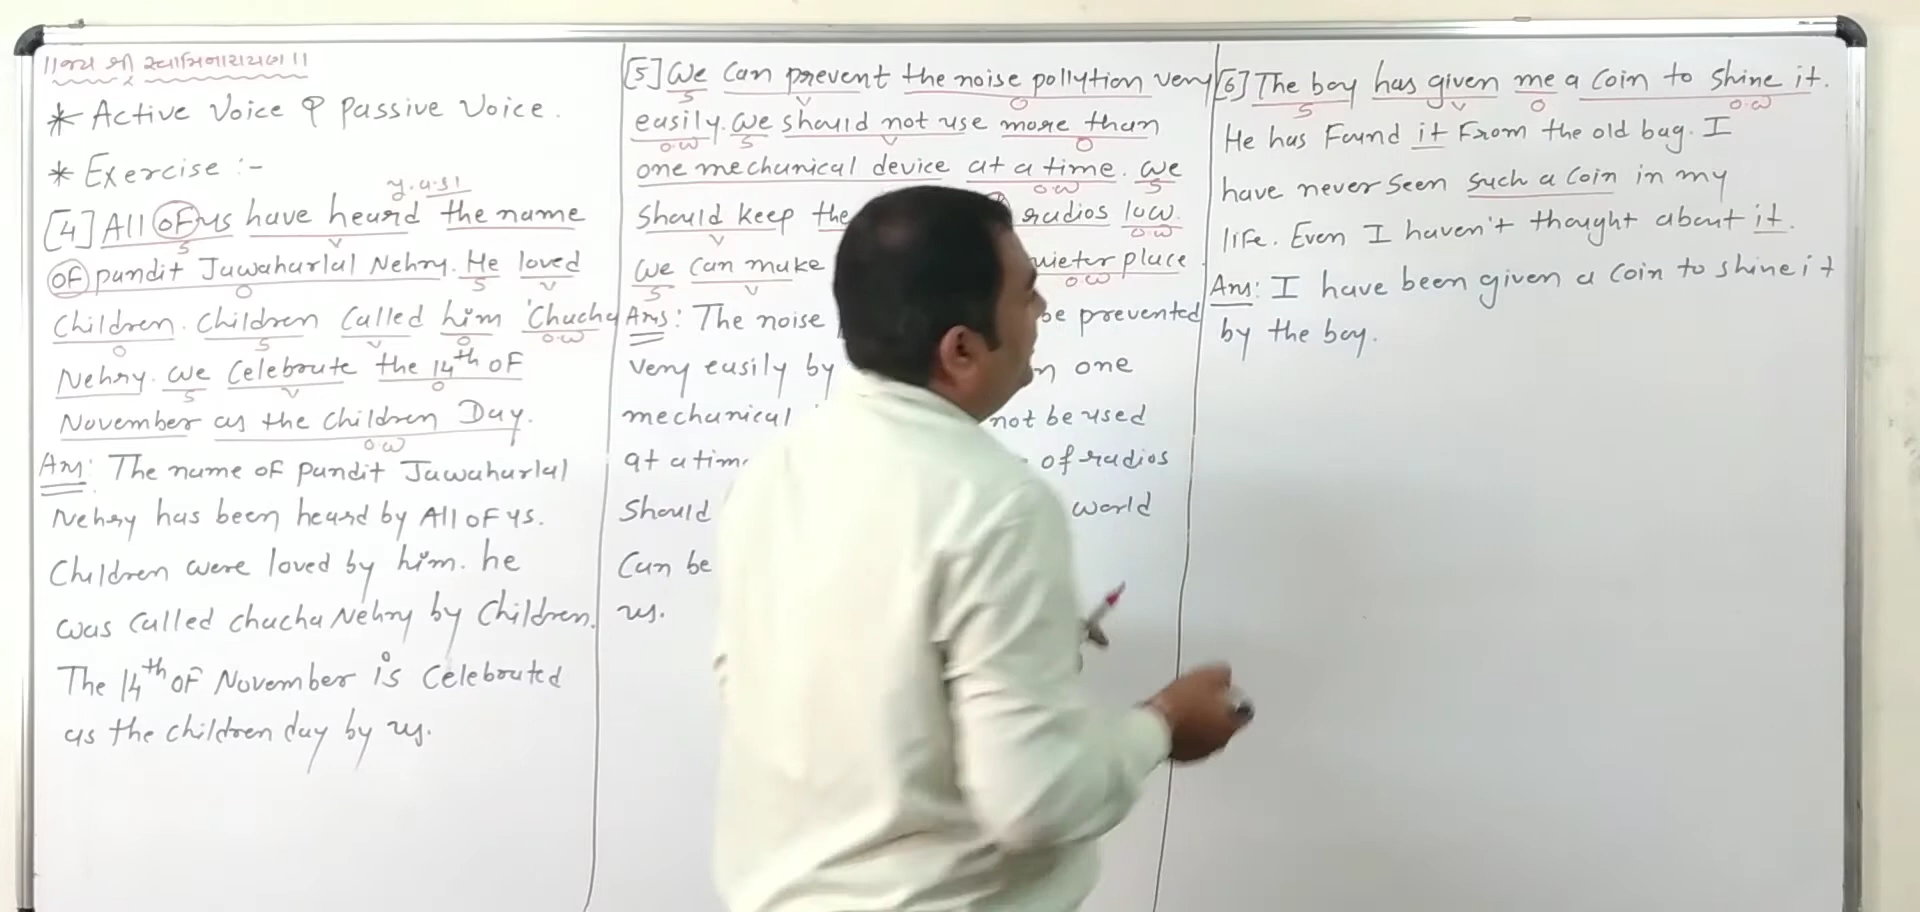 ॥જય શ્રી સ્વામિનારાયણ॥
* Active Voice & Passive Voice.
* Exercise :-
[4] All of us have heard the name
S V
of pandit Jawaharlal Nehru. He loved
O S V
Children. Children called him 'Chacha
O S V O O.W
Nehru. We Celebrate the 14th of
S V O
November as the Children Day.
O.W
Ans: The name of pandit Jawaharlal
Nehru has been heard by All of us.
Children were loved by him. he
was called chacha Nehru by Children.
The 14th of November is Celebrated
as the children day by us.
[5] We Can prevent the noise pollution very
S V O
easily. We should not use more than
O.W S V O
one mechanical device at a time. We
O.W S
Should keep the radios low.
V O.W
We Can make quieter place.
S V O.W
Ans: The noise be prevented
very easily by one
mechanical not be used
at a time of radios
Should world
Can be
us.
[6] The boy has given me a Coin to Shine it.
S V O O.W
He has Found it From the old bag. I
have never seen such a Coin in my
life. Even I haven't thought about it.
Ans: I have been given a Coin to shine it
by the boy.